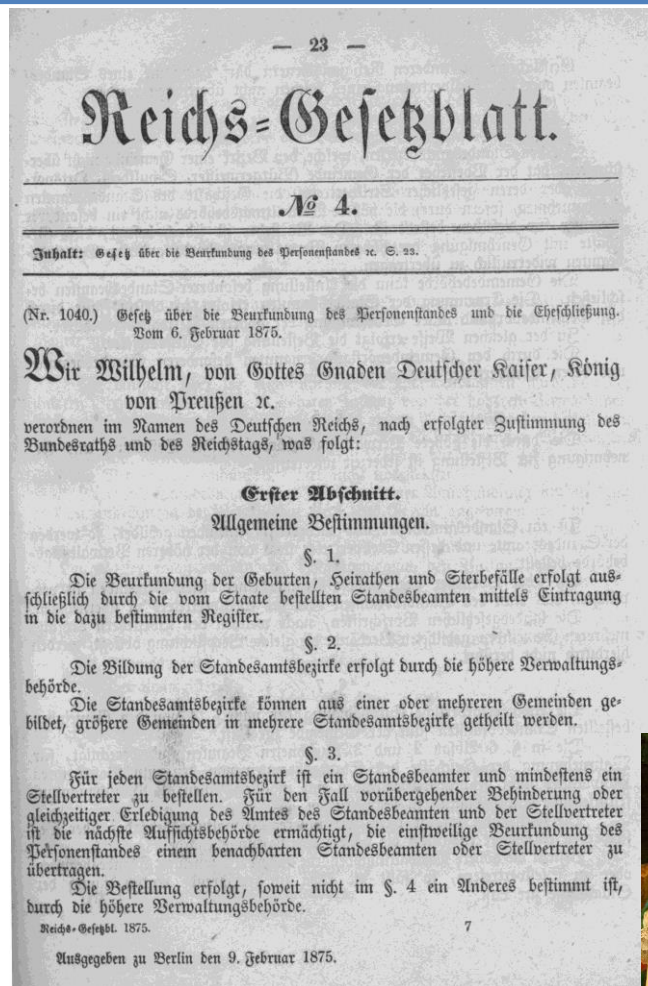 — 23 —
Reichs-Gesetzblatt.
№ 4.
Inhalt: Gesetz über die Beurkundung des Personenstandes ꝛc. S. 23.
(Nr. 1040.) Gesetz über die Beurkundung des Personenstandes und die Eheschließung.
Vom 6. Februar 1875.
Wir Wilhelm, von Gottes Gnaden Deutscher Kaiser, König
von Preußen ꝛc.
verordnen im Namen des Deutschen Reichs, nach erfolgter Zustimmung des
Bundesraths und des Reichstags, was folgt:
Erster Abschnitt.
Allgemeine Bestimmungen.
§. 1.
Die Beurkundung der Geburten, Heirathen und Sterbefälle erfolgt aus-
schließlich durch die vom Staate bestellten Standesbeamten mittels Eintragung
in die dazu bestimmten Register.
§. 2.
Die Bildung der Standesamtsbezirke erfolgt durch die höhere Verwaltungs-
behörde.
Die Standesamtsbezirke können aus einer oder mehreren Gemeinden ge-
bildet, größere Gemeinden in mehrere Standesamtsbezirke getheilt werden.
§. 3.
Für jeden Standesamtsbezirk ist ein Standesbeamter und mindestens ein
Stellvertreter zu bestellen. Für den Fall vorübergehender Behinderung oder
gleichzeitiger Erledigung des Amtes des Standesbeamten und der Stellvertreter
ist die nächste Aufsichtsbehörde ermächtigt, die einstweilige Beurkundung des
Personenstandes einem benachbarten Standesbeamten oder Stellvertreter zu
übertragen.
Die Bestellung erfolgt, soweit nicht im §. 4 ein Anderes bestimmt ist,
durch die höhere Verwaltungsbehörde.
Reichs-Gesetzbl. 1875. 7
Ausgegeben zu Berlin den 9. Februar 1875.